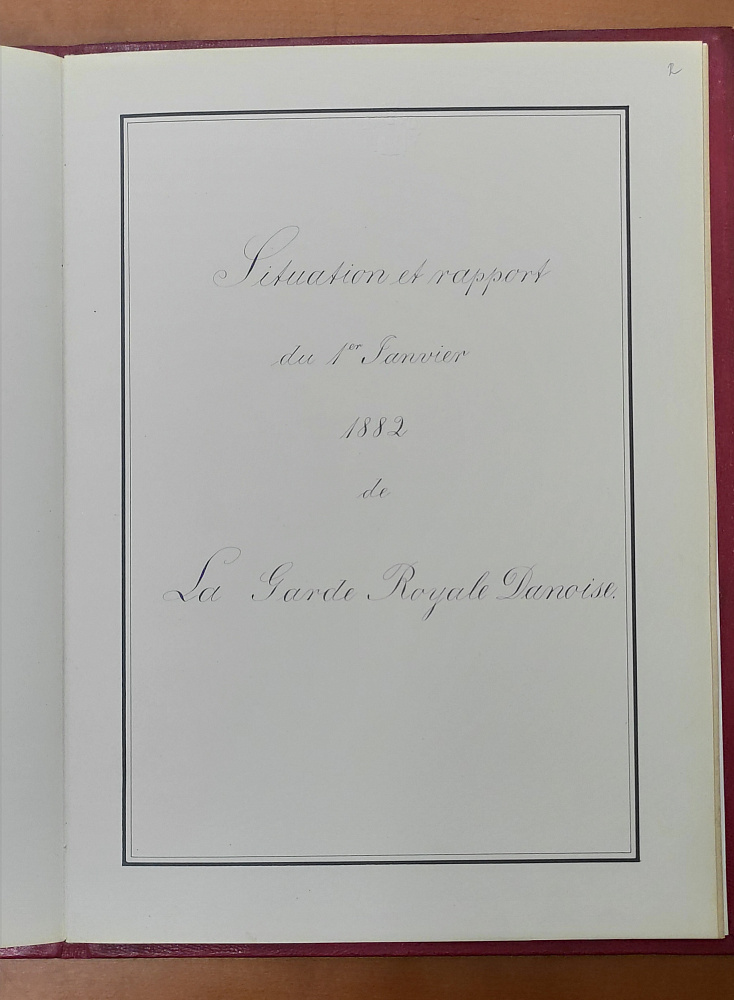 2
Situation et rapport
du 1er Janvier
1882
de
La Garde Royale Danoise.